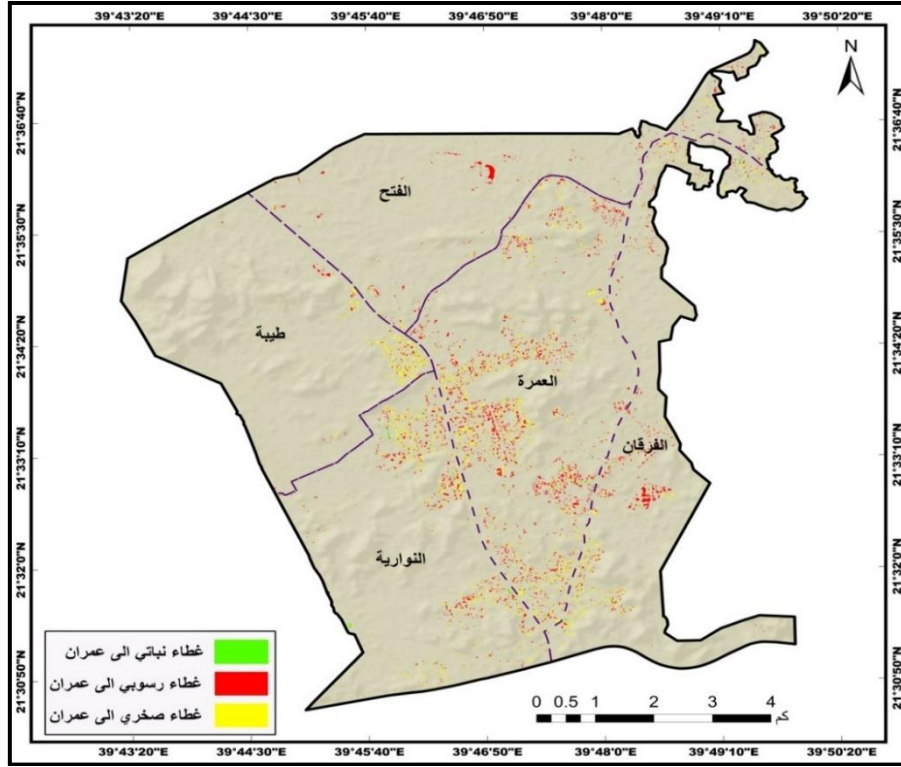 39°43'20"E 39°44'30"E 39°45'40"E 39°46'50"E 39°48'0"E 39°49'10"E 39°50'20"E
N
21°36'40"N 21°36'40"N
الفتح
21°35'30"N 21°35'30"N
طيبة
21°34'20"N 21°34'20"N
العمرة
الفرقان
21°33'10"N 21°33'10"N
النوارية
21°32'0"N 21°32'0"N
غطاء نباتي الى عمران
غطاء رسوبي الى عمران
غطاء صخري الى عمران
21°30'50"N 21°30'50"N
0 0.5 1 2 3 4 كم
39°43'20"E 39°44'30"E 39°45'40"E 39°46'50"E 39°48'0"E 39°49'10"E 39°50'20"E